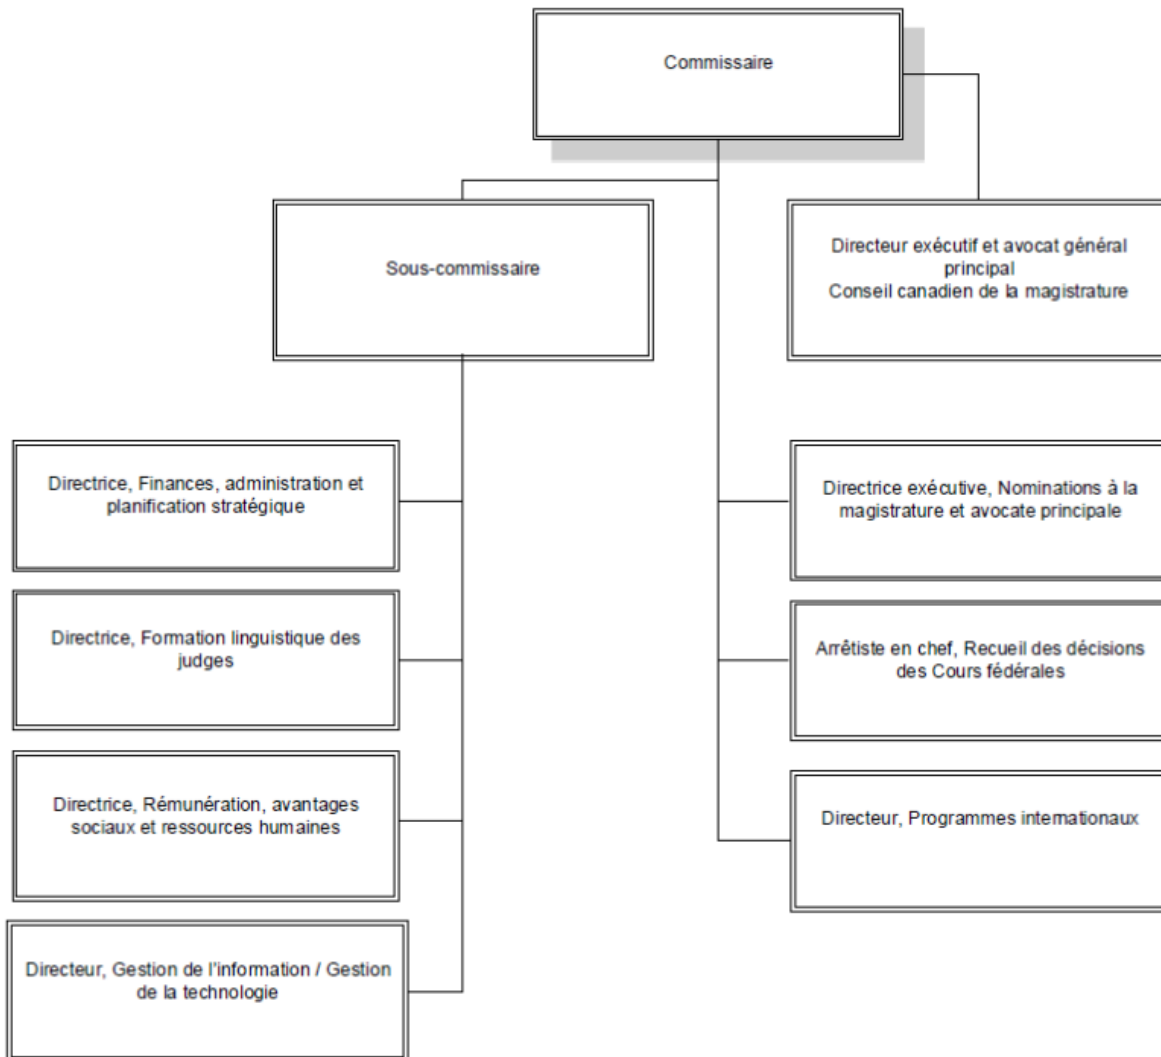 Commissaire
Sous-commissaire
Directeur exécutif et avocat général
principal
Conseil canadien de la magistrature
Directrice, Finances, administration et
planification stratégique
Directrice, Formation linguistique des
judges
Directrice, Rémunération, avantages
sociaux et ressources humaines
Directeur, Gestion de l'information / Gestion
de la technologie
Directrice exécutive, Nominations à la
magistrature et avocate principale
Arrêtiste en chef, Recueil des décisions
des Cours fédérales
Directeur, Programmes internationaux